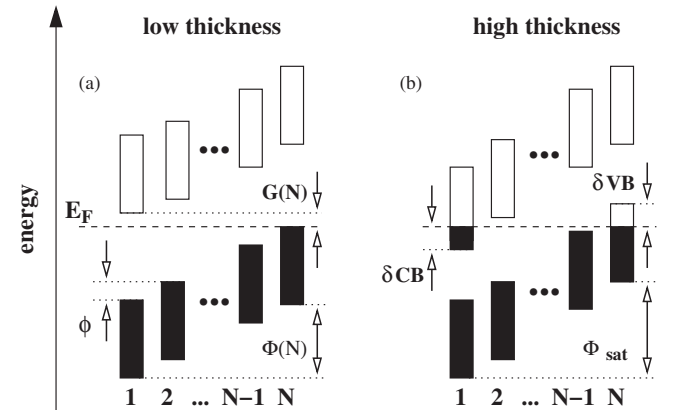 low thickness
high thickness
(a)
(b)
G(N)
δVB
E_F
energy
δCB
ϕ
Φ(N)
Φ sat
1 2 ... N−1 N
1 2 ... N−1 N